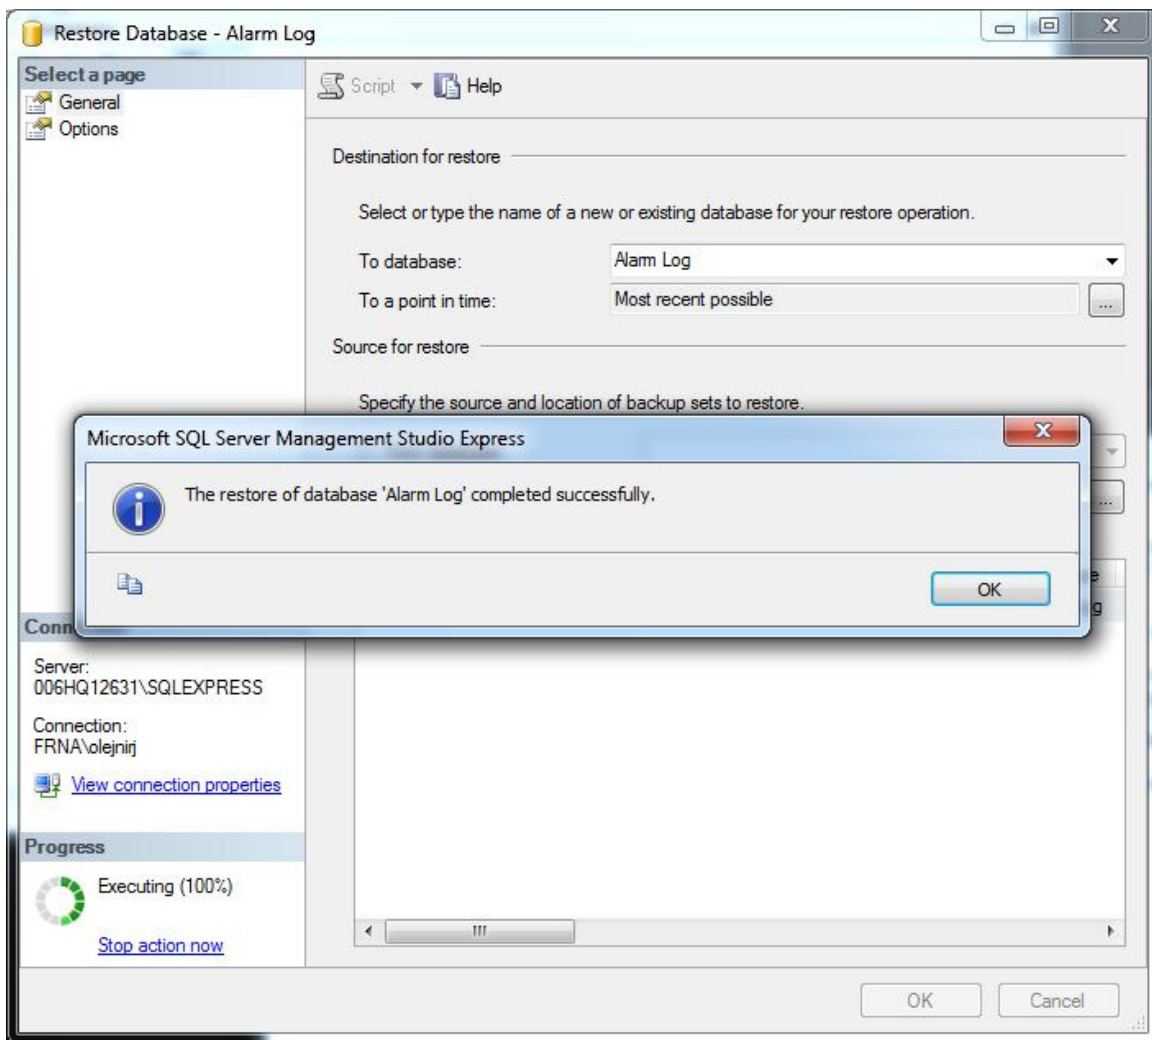 Restore Database - Alarm Log
Select a page
General
Options
Script
Help
Destination for restore
Select or type the name of a new or existing database for your restore operation.
To database:
Alarm Log
To a point in time:
Most recent possible
...
Source for restore
Specify the source and location of backup sets to restore.
Microsoft SQL Server Management Studio Express
The restore of database 'Alarm Log' completed successfully.
OK
...
Server:
006HQ12631\SQLEXPRESS
Connection:
FRNA\olejnirj
View connection properties
Progress
Executing (100%)
Stop action now
OK
Cancel